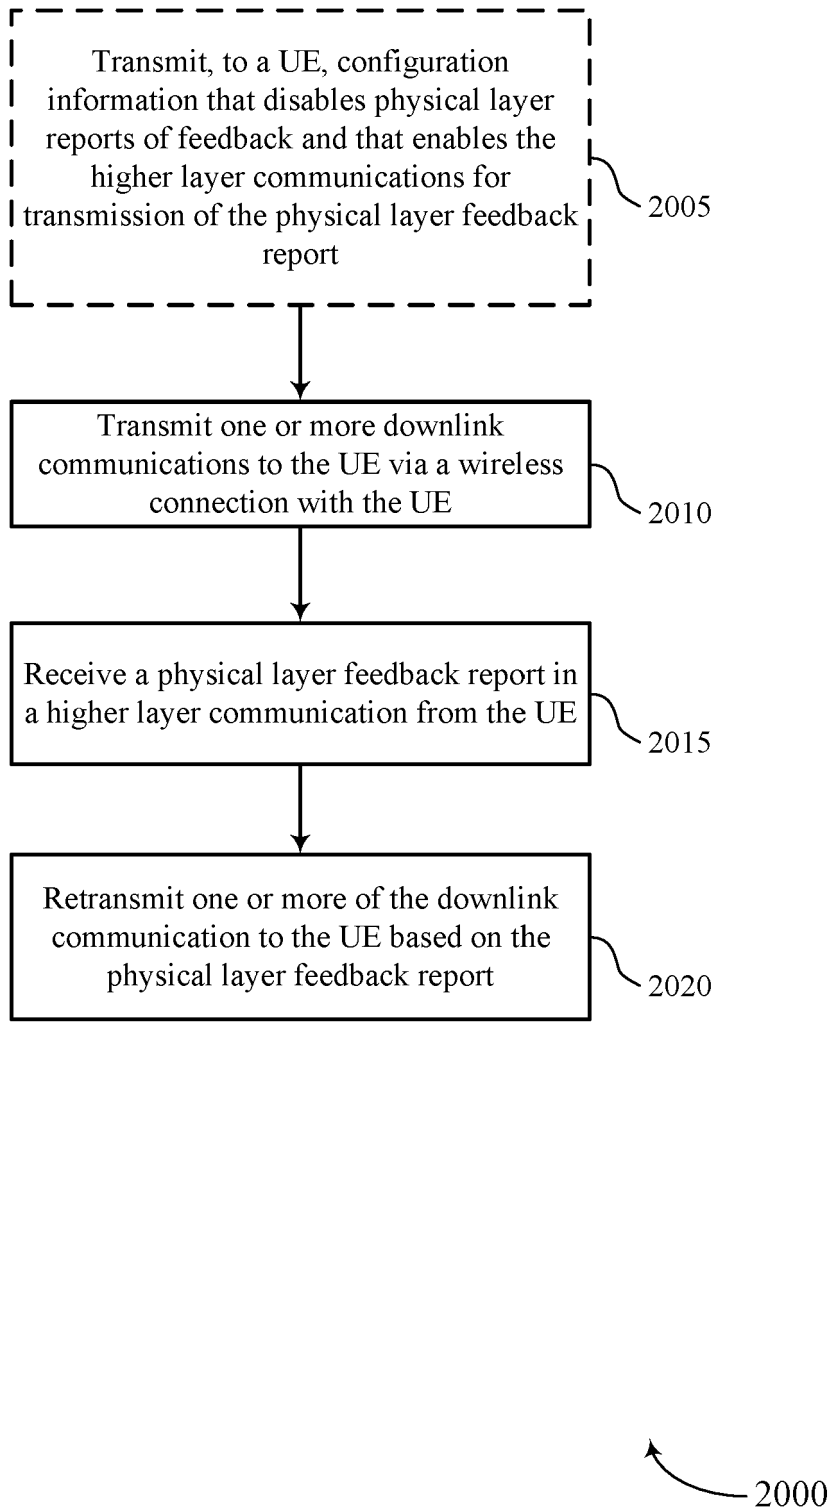 Transmit, to a UE, configuration
information that disables physical layer
reports of feedback and that enables the
higher layer communications for
transmission of the physical layer feedback
report
2005
Transmit one or more downlink
communications to the UE via a wireless
connection with the UE
2010
Receive a physical layer feedback report in
a higher layer communication from the UE
2015
Retransmit one or more of the downlink
communication to the UE based on the
physical layer feedback report
2020
2000